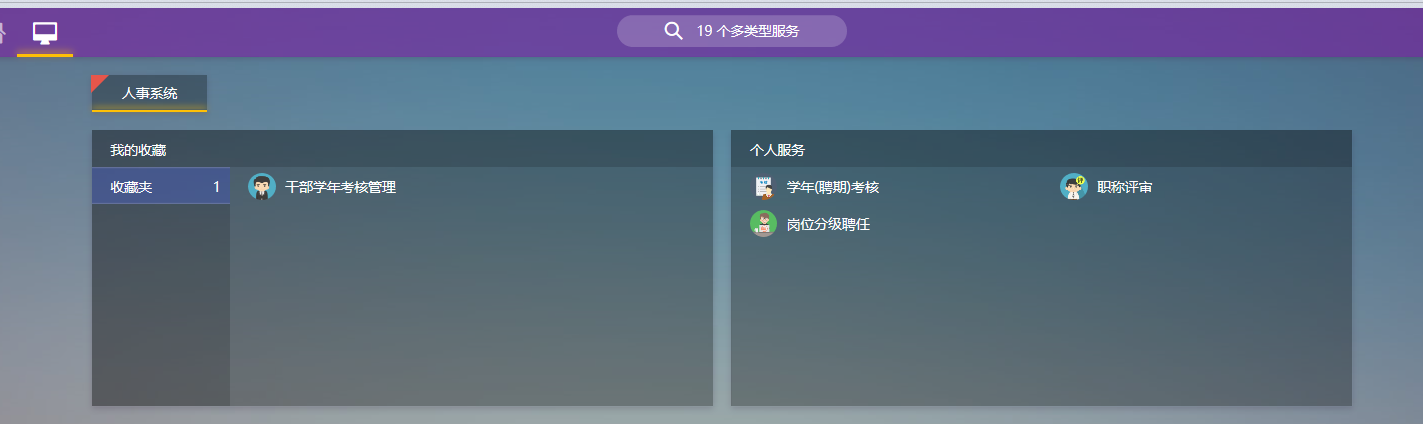 19 个多类型服务
人事系统
我的收藏
收藏夹 1
干部学年考核管理
个人服务
学年(聘期)考核
职称评审
岗位分级聘任